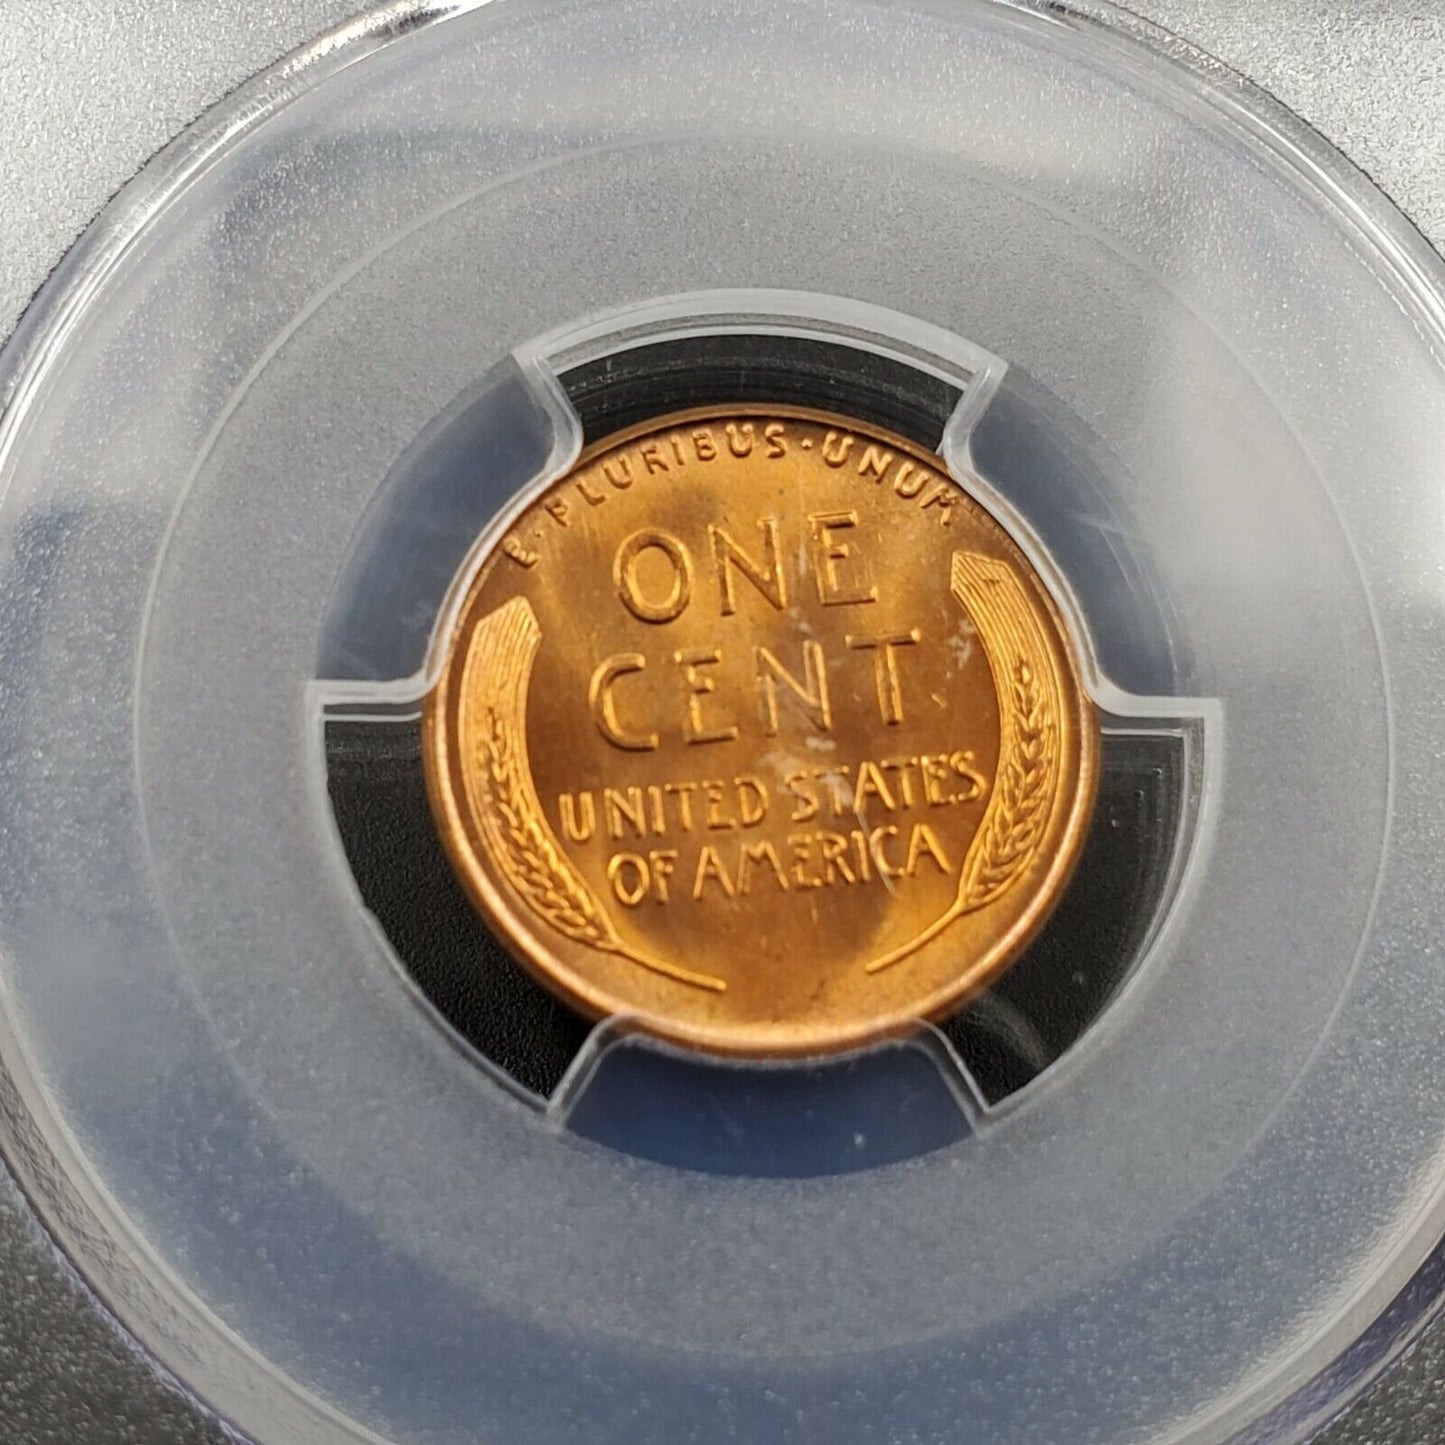 E·PLURIBUS·UNUM
ONE
CENT
UNITED STATES
OF AMERICA